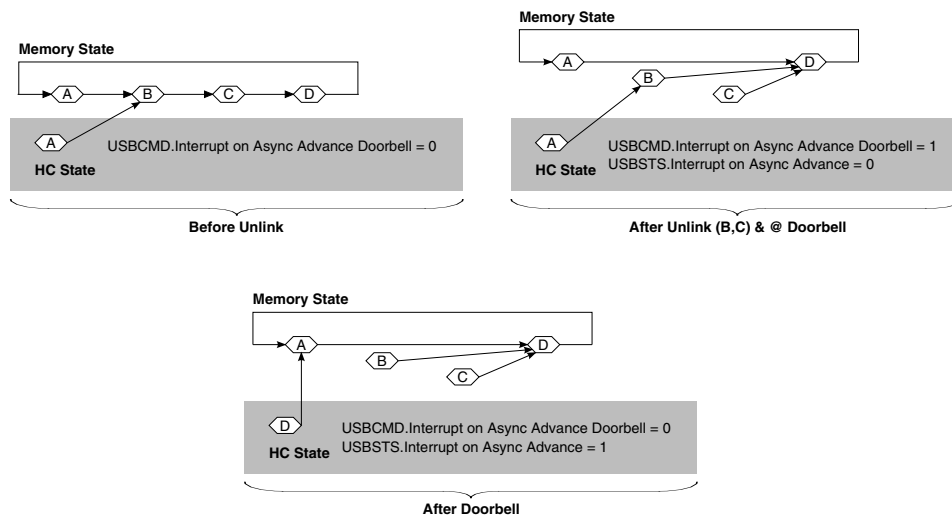 Memory State
A
B
C
D
A
USBCMD.Interrupt on Async Advance Doorbell = 0
HC State
Before Unlink
Memory State
A
D
B
C
A
USBCMD.Interrupt on Async Advance Doorbell = 1
HC State
USBSTS.Interrupt on Async Advance = 0
After Unlink (B,C) & @ Doorbell
Memory State
A
D
B
C
D
USBCMD.Interrupt on Async Advance Doorbell = 0
HC State
USBSTS.Interrupt on Async Advance = 1
After Doorbell